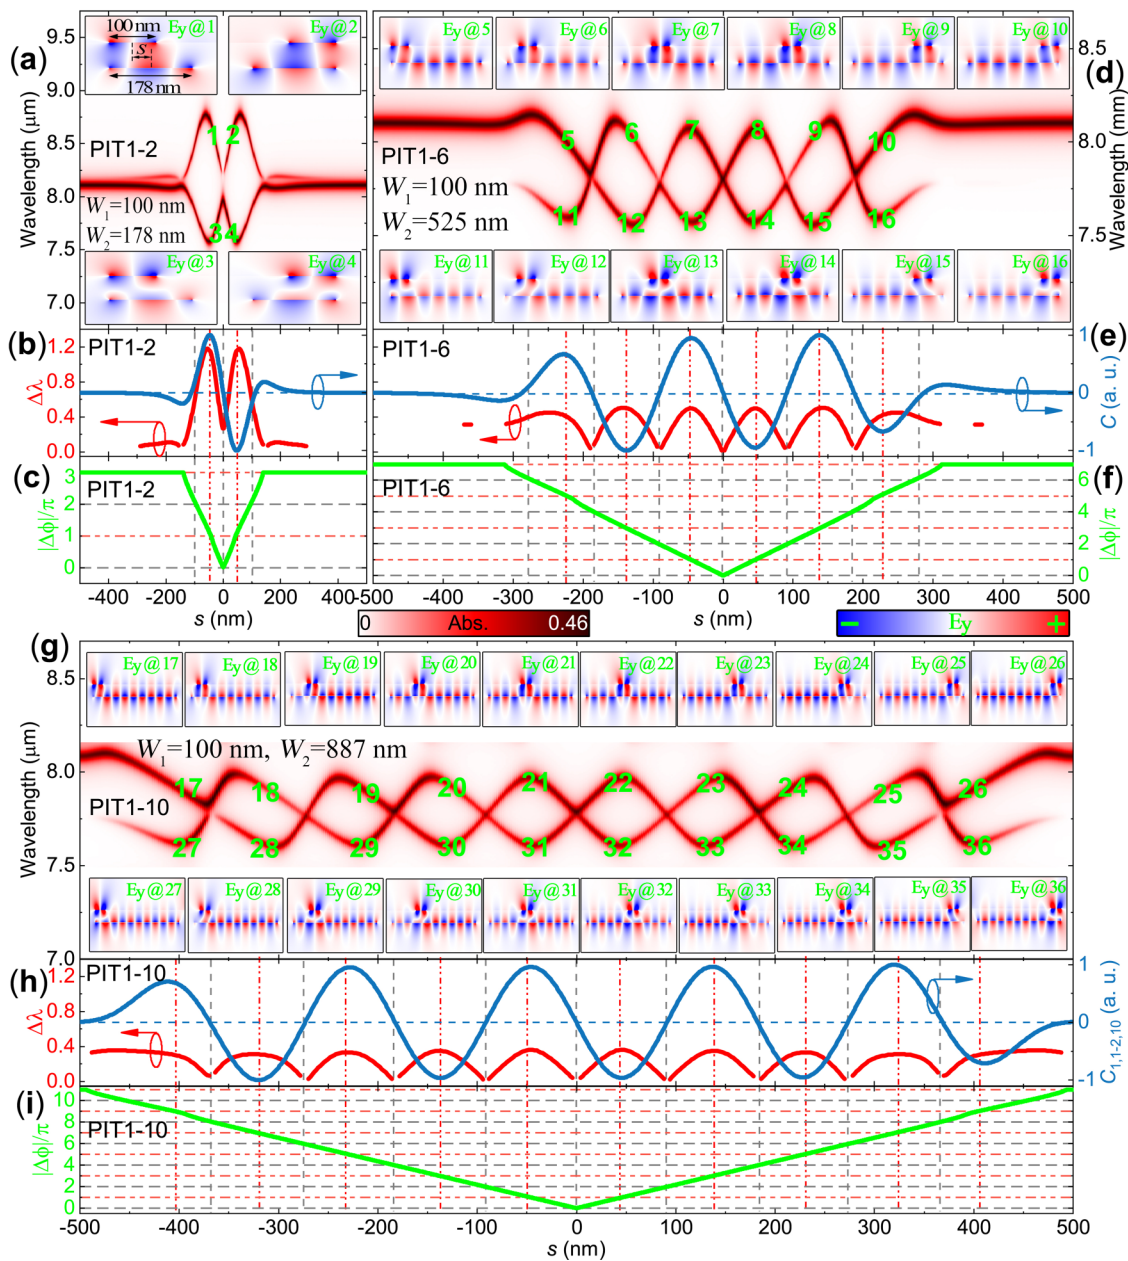 (a)
9.5
9.0
8.5
8.0
7.5
7.0
Wavelength (μm)
100nm
s
178 nm
Ey@1
Ey@2
1 2
PIT1-2
W1=100 nm
W2=178 nm
34
Ey@3
Ey@4
(d)
8.5
8.0
7.5
Wavelength (mm)
Ey@5 Ey@6 Ey@7 Ey@8 Ey@9 Ey@10
5 6 7 8 9 10
PIT1-6
W1=100 nm
W2=525 nm
11 12 13 14 15 16
Ey@11 Ey@12 Ey@13 Ey@14 Ey@15 Ey@16
(b)
PIT1-2
1.2
0.8
0.4
0.0
Δλ
(e)
PIT1-6
1
0
-1
C (a. u.)
(c)
PIT1-2
3
2
1
0
|Δϕ|/π
(f)
PIT1-6
6
4
2
0
|Δϕ|/π
-400 -200 0 200 400
s (nm)
-500 -400 -300 -200 -100 0 100 200 300 400 500
s (nm)
0 Abs. 0.46
− Ey +
(g)
8.5
8.0
7.5
7.0
Wavelength (μm)
Ey@17 Ey@18 Ey@19 Ey@20 Ey@21 Ey@22 Ey@23 Ey@24 Ey@25 Ey@26
W1=100 nm, W2=887 nm
17 18 19 20 21 22 23 24 25 26
PIT1-10
27 28 29 30 31 32 33 34 35 36
Ey@27 Ey@28 Ey@29 Ey@30 Ey@31 Ey@32 Ey@33 Ey@34 Ey@35 Ey@36
(h)
PIT1-10
1.2
0.8
0.4
0.0
Δλ
1
0
-1
C1,1-2,10 (a. u.)
(i)
PIT1-10
10
8
6
4
2
0
|Δϕ|/π
-500 -400 -300 -200 -100 0 100 200 300 400 500
s (nm)